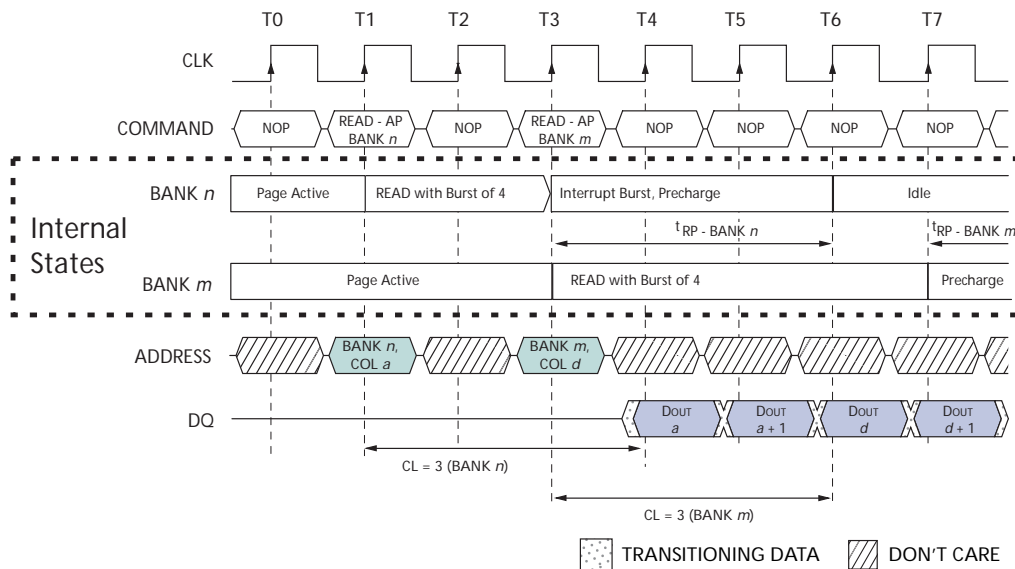 T0 T1 T2 T3 T4 T5 T6 T7
CLK
COMMAND NOP READ - AP BANK n NOP READ - AP BANK m NOP NOP NOP NOP
Internal States
BANK n Page Active READ with Burst of 4 Interrupt Burst, Precharge Idle
tRP - BANK n tRP - BANK m
BANK m Page Active READ with Burst of 4 Precharge
ADDRESS BANK n, COL a BANK m, COL d
DQ DOUT a DOUT a + 1 DOUT d DOUT d + 1
CL = 3 (BANK n)
CL = 3 (BANK m)
TRANSITIONING DATA DON'T CARE